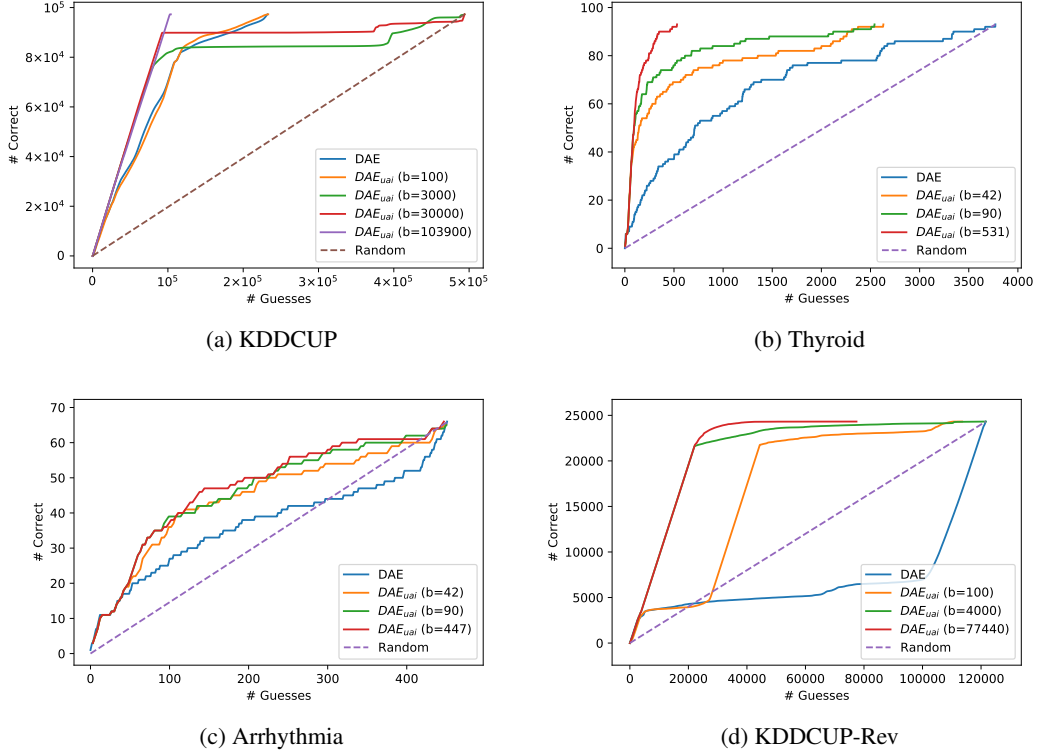 10^5
8×10^4
6×10^4
4×10^4
2×10^4
0
# Correct
0
10^5
2×10^5
3×10^5
4×10^5
5×10^5
# Guesses
DAE
DAE_uai (b=100)
DAE_uai (b=3000)
DAE_uai (b=30000)
DAE_uai (b=103900)
Random
(a) KDDCUP
100
80
60
40
20
0
# Correct
0
500
1000
1500
2000
2500
3000
3500
4000
# Guesses
DAE
DAE_uai (b=42)
DAE_uai (b=90)
DAE_uai (b=531)
Random
(b) Thyroid
70
60
50
40
30
20
10
0
# Correct
0
100
200
300
400
# Guesses
DAE
DAE_uai (b=42)
DAE_uai (b=90)
DAE_uai (b=447)
Random
(c) Arrhythmia
25000
20000
15000
10000
5000
0
# Correct
0
20000
40000
60000
80000
100000
120000
# Guesses
DAE
DAE_uai (b=100)
DAE_uai (b=4000)
DAE_uai (b=77440)
Random
(d) KDDCUP-Rev